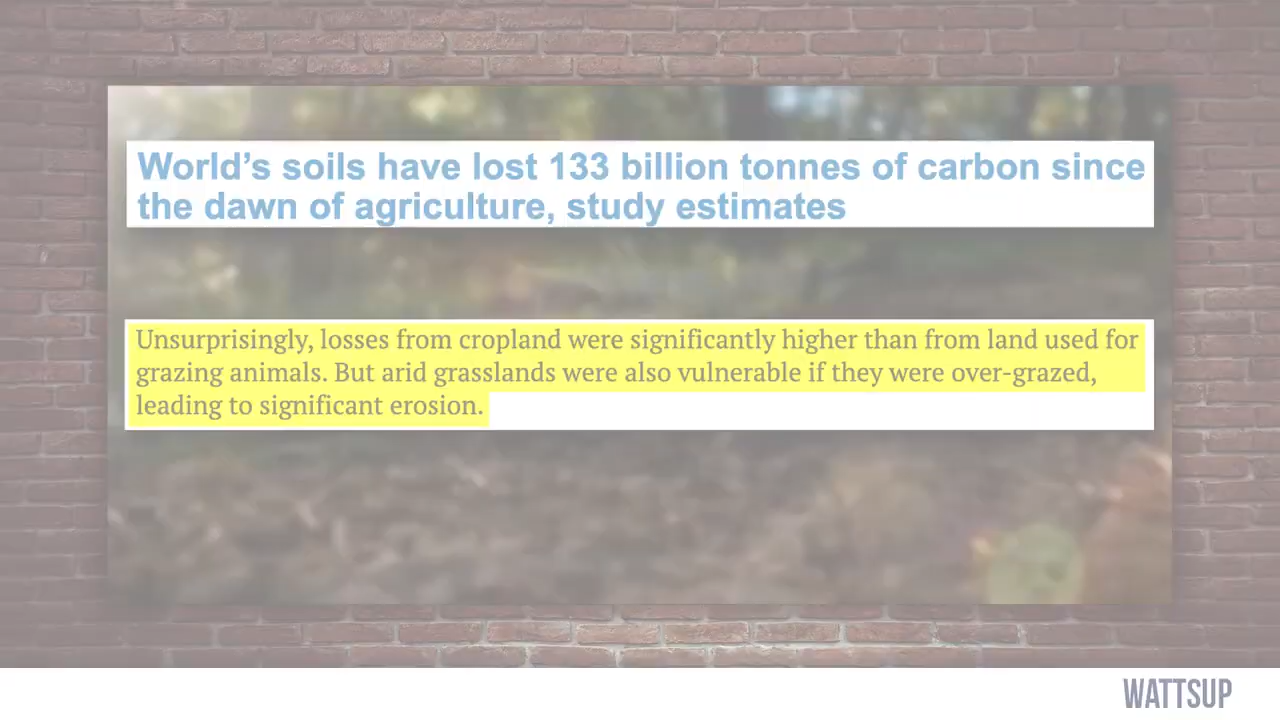 World’s soils have lost 133 billion tonnes of carbon since
the dawn of agriculture, study estimates
Unsurprisingly, losses from cropland were significantly higher than from land used for
grazing animals. But arid grasslands were also vulnerable if they were over-grazed,
leading to significant erosion.
WATTSUP